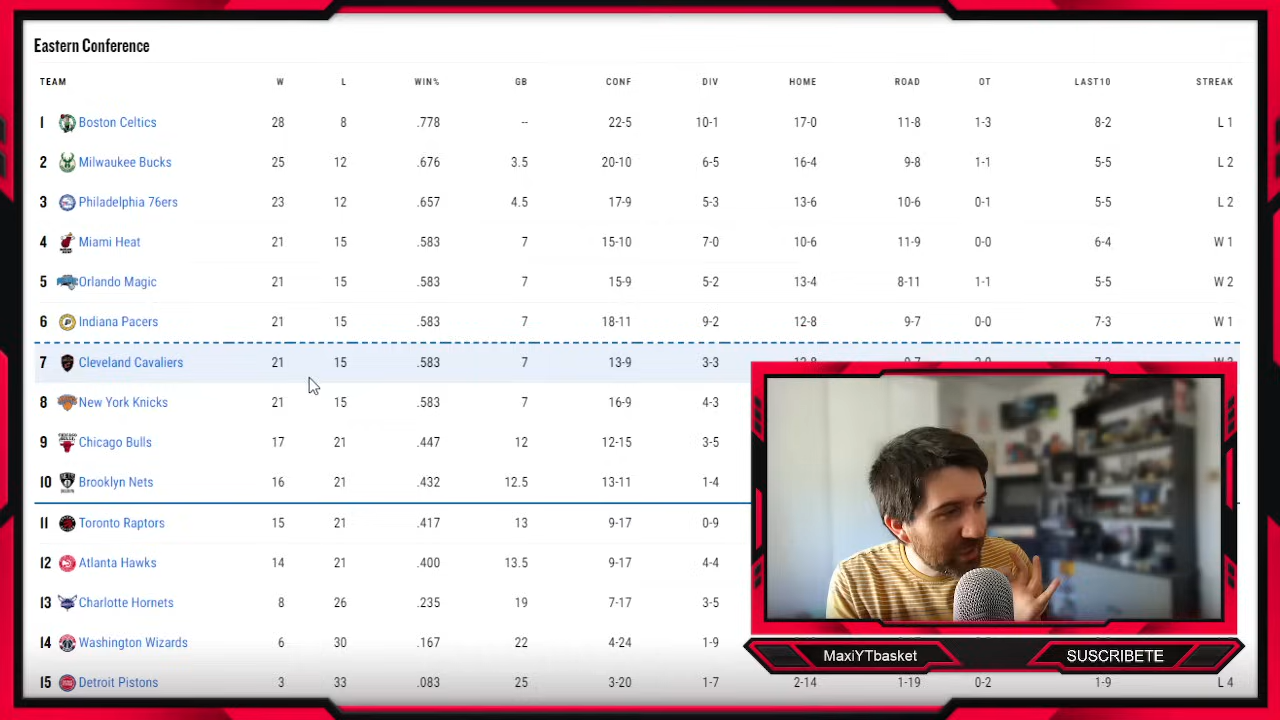 Eastern Conference
TEAM W L WIN% GB CONF DIV HOME ROAD OT LAST10 STREAK
1 Boston Celtics 28 8 .778 -- 22-5 10-1 17-0 11-8 1-3 8-2 L 1
2 Milwaukee Bucks 25 12 .676 3.5 20-10 6-5 16-4 9-8 1-1 5-5 L 2
3 Philadelphia 76ers 23 12 .657 4.5 17-9 5-3 13-6 10-6 0-1 5-5 L 2
4 Miami Heat 21 15 .583 7 15-10 7-0 10-6 11-9 0-0 6-4 W 1
5 Orlando Magic 21 15 .583 7 15-9 5-2 13-4 8-11 1-1 5-5 W 2
6 Indiana Pacers 21 15 .583 7 18-11 9-2 12-8 9-7 0-0 7-3 W 1
7 Cleveland Cavaliers 21 15 .583 7 13-9 3-3
8 New York Knicks 21 15 .583 7 16-9 4-3
9 Chicago Bulls 17 21 .447 12 12-15 3-5
10 Brooklyn Nets 16 21 .432 12.5 13-11 1-4
11 Toronto Raptors 15 21 .417 13 9-17 0-9
12 Atlanta Hawks 14 21 .400 13.5 9-17 4-4
13 Charlotte Hornets 8 26 .235 19 7-17 3-5
14 Washington Wizards 6 30 .167 22 4-24 1-9
15 Detroit Pistons 3 33 .083 25 3-20 1-7 2-14 1-19 0-2 1-9 L 4
MaxiYTbasket
SUSCRIBETE